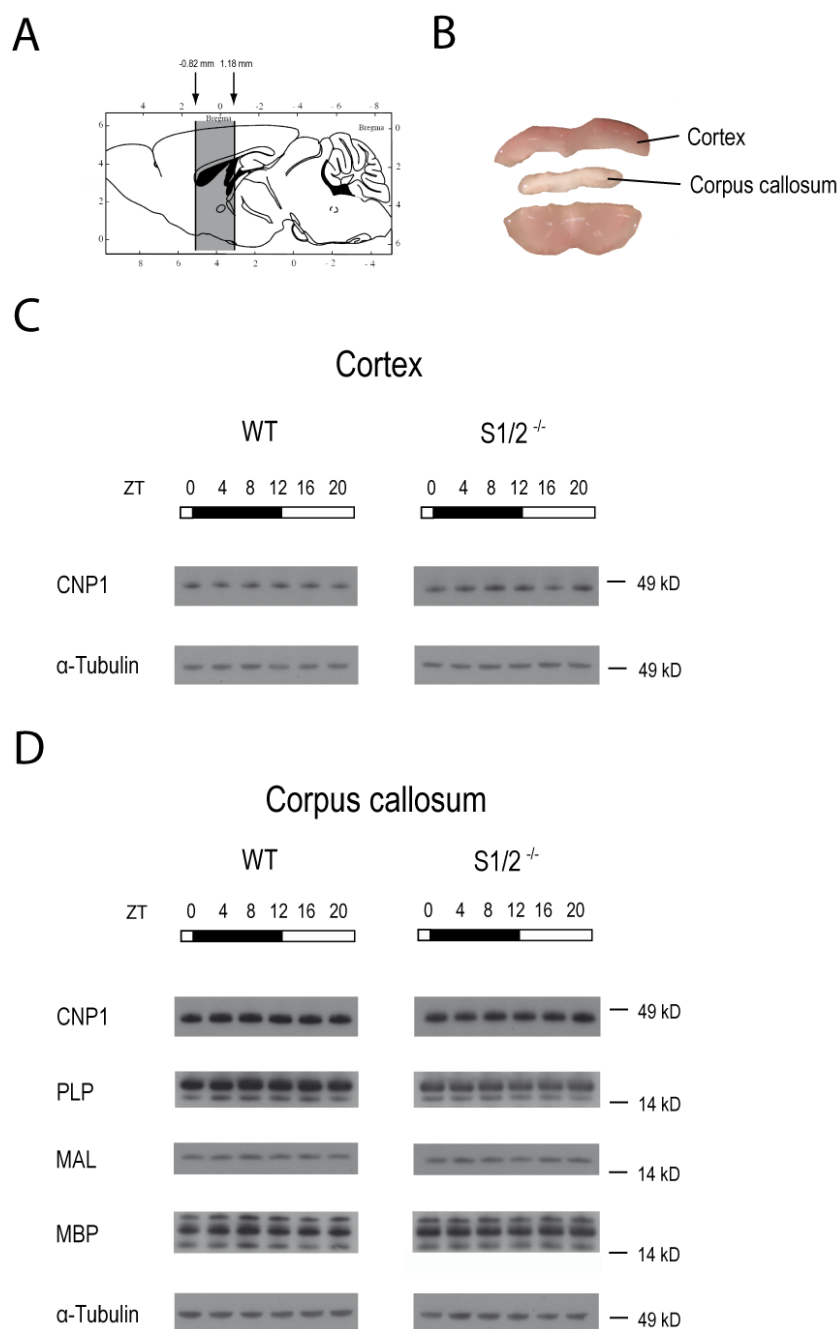 A
-0.82 mm 1.18 mm
4 2 0 -2 -4 -6 -8
Bregma
Bregma
6
4
2
0
0
2
4
6
8 6 4 2 0 -2 -4
B
Cortex
Corpus callosum
C
Cortex
WT S1/2 -/-
ZT 0 4 8 12 16 20 0 4 8 12 16 20
CNP1 49 kD
α-Tubulin 49 kD
D
Corpus callosum
WT S1/2 -/-
ZT 0 4 8 12 16 20 0 4 8 12 16 20
CNP1 49 kD
PLP 14 kD
MAL 14 kD
MBP 14 kD
α-Tubulin 49 kD